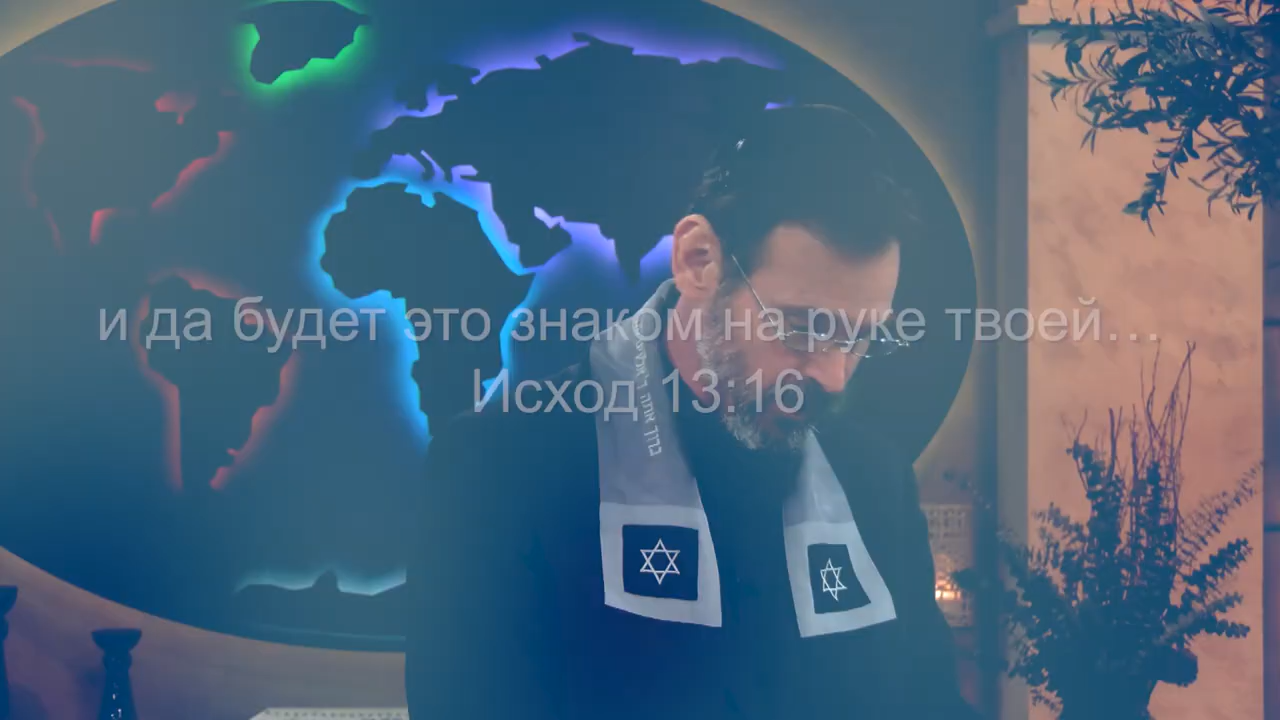 и да будет это знаком на руке твоей…
Исход 13:16